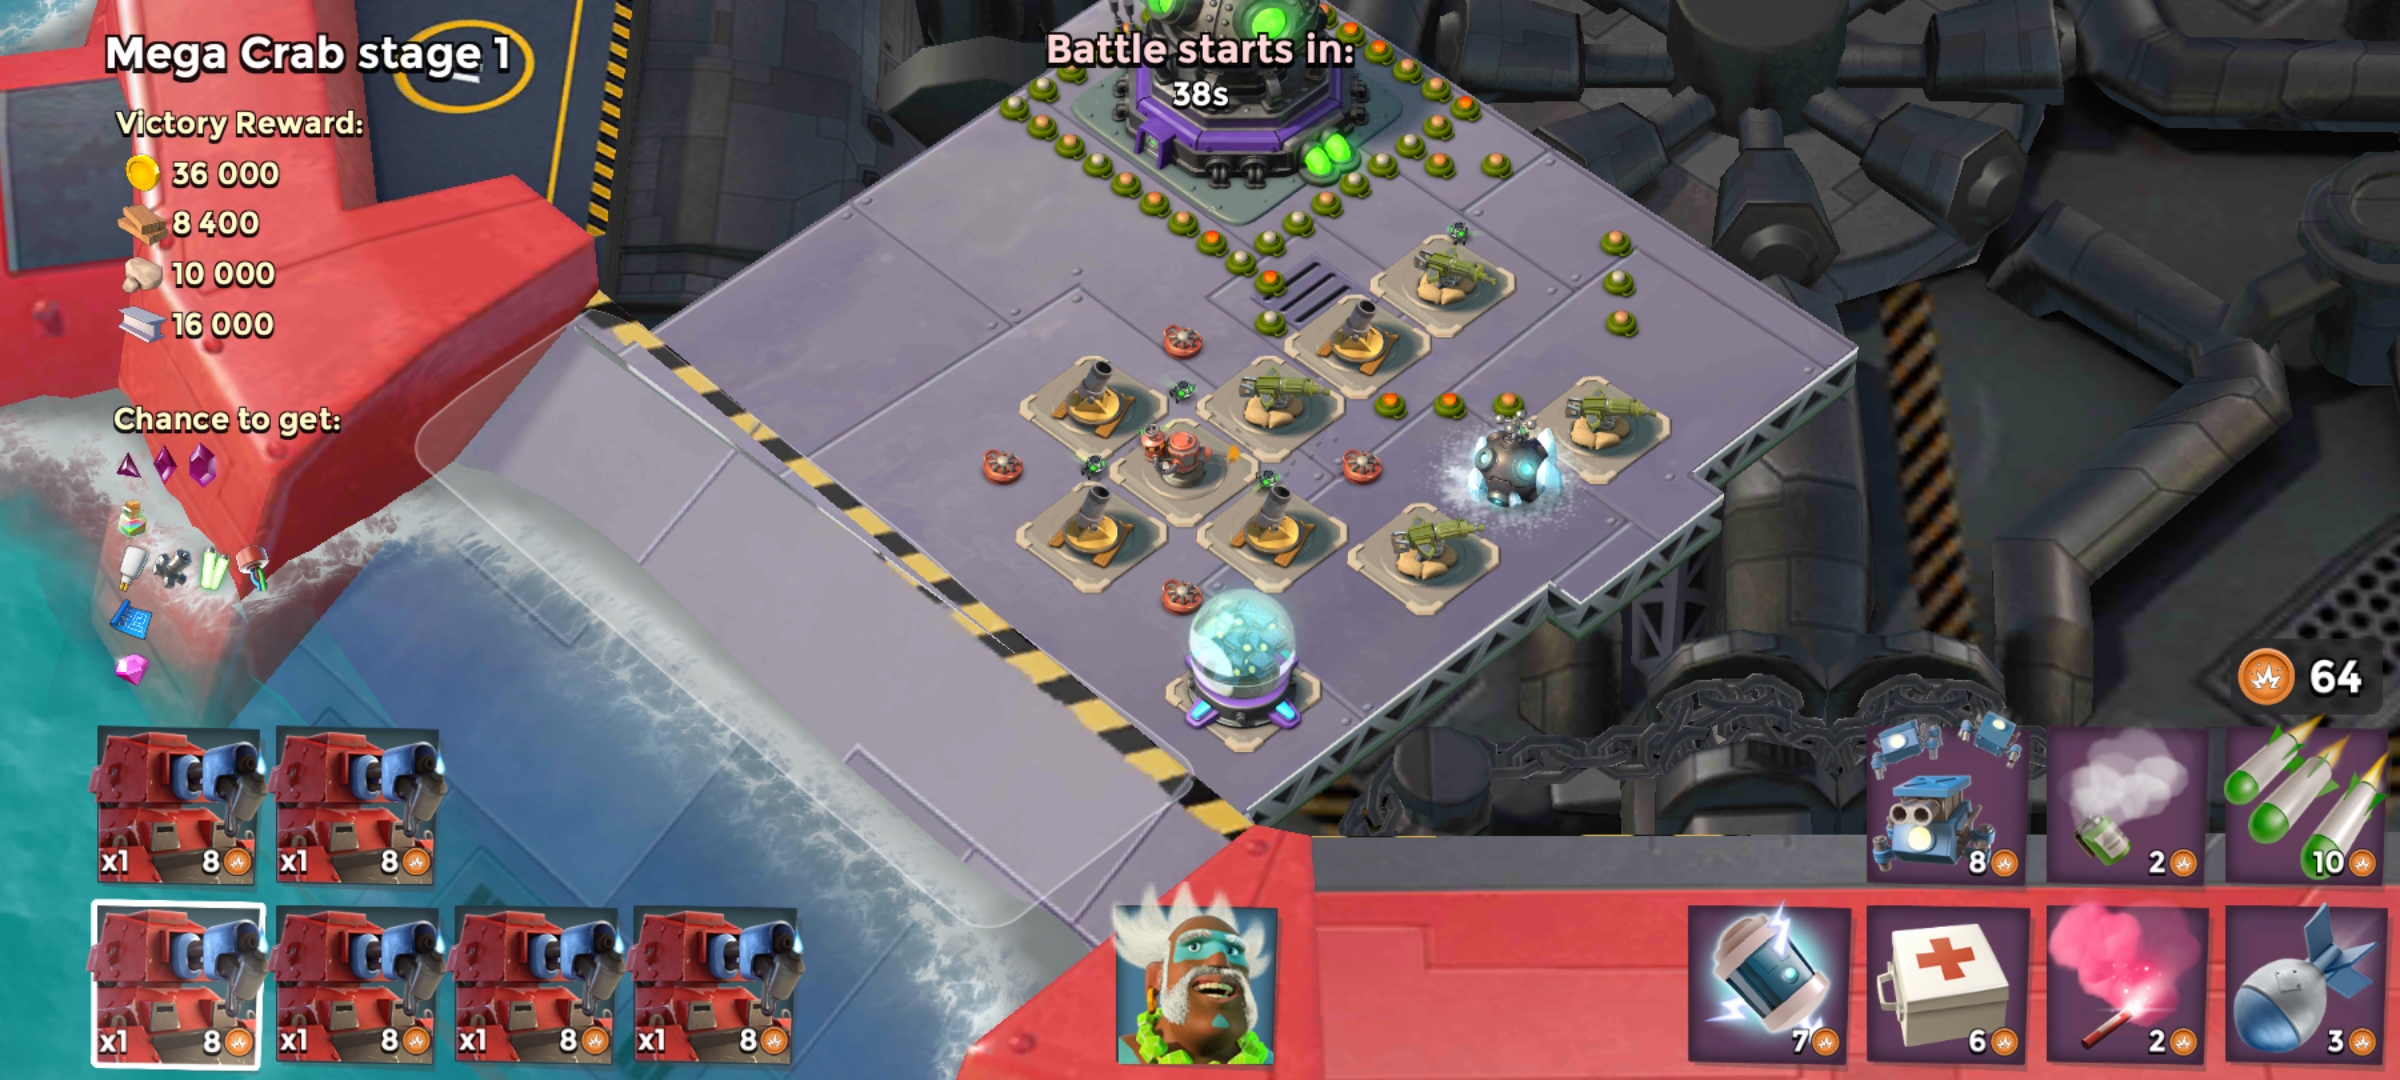 Mega Crab stage 1
Battle starts in:
38s
Victory Reward:
36 000
8 400
10 000
16 000
Chance to get:
64
x1 8
x1 8
8
2
10
x1 8
x1 8
x1 8
x1 8
7
6
2
3